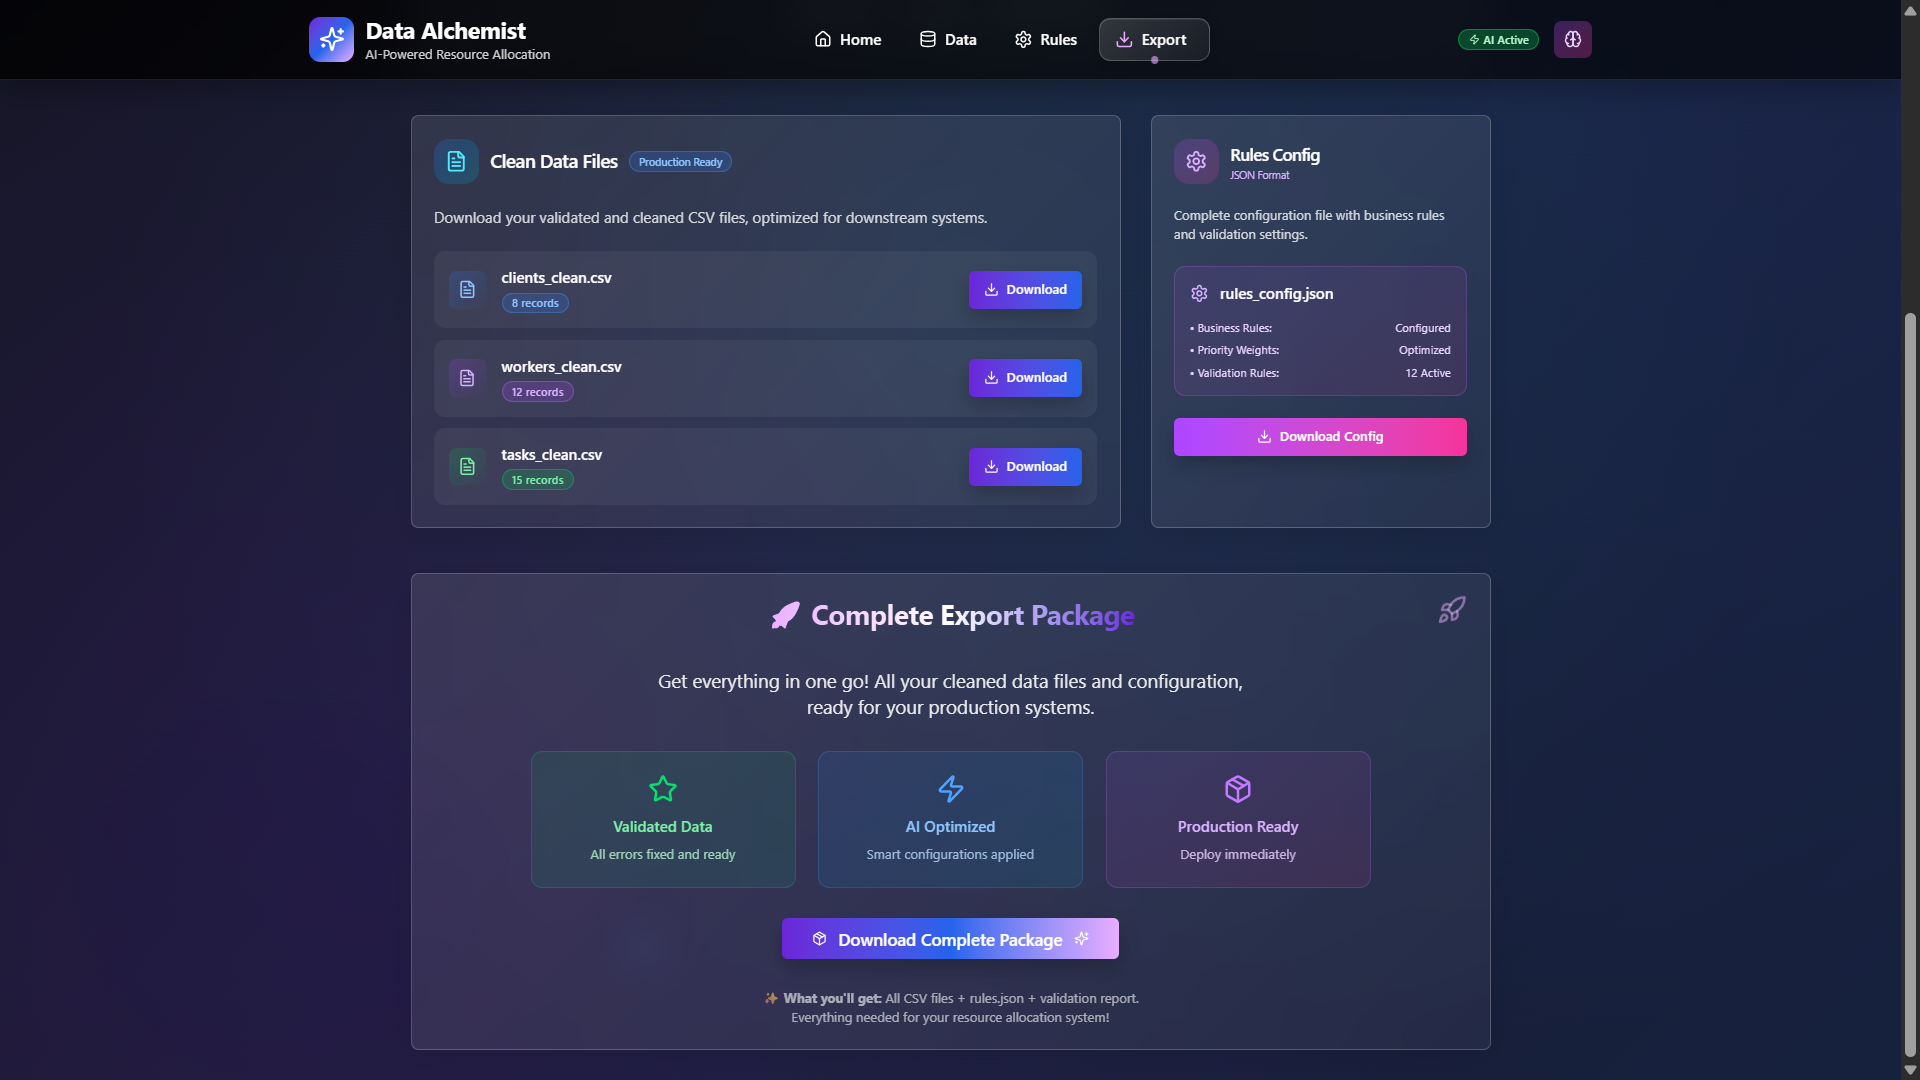 Data Alchemist
AI-Powered Resource Allocation
Home
Data
Rules
Export
AI Active
Clean Data Files
Production Ready
Download your validated and cleaned CSV files, optimized for downstream systems.
clients_clean.csv
8 records
Download
workers_clean.csv
12 records
Download
tasks_clean.csv
15 records
Download
Rules Config
JSON Format
Complete configuration file with business rules
and validation settings.
rules_config.json
• Business Rules: Configured
• Priority Weights: Optimized
• Validation Rules: 12 Active
Download Config
Complete Export Package
Get everything in one go! All your cleaned data files and configuration,
ready for your production systems.
Validated Data
All errors fixed and ready
AI Optimized
Smart configurations applied
Production Ready
Deploy immediately
Download Complete Package
✨ What you'll get: All CSV files + rules.json + validation report.
Everything needed for your resource allocation system!